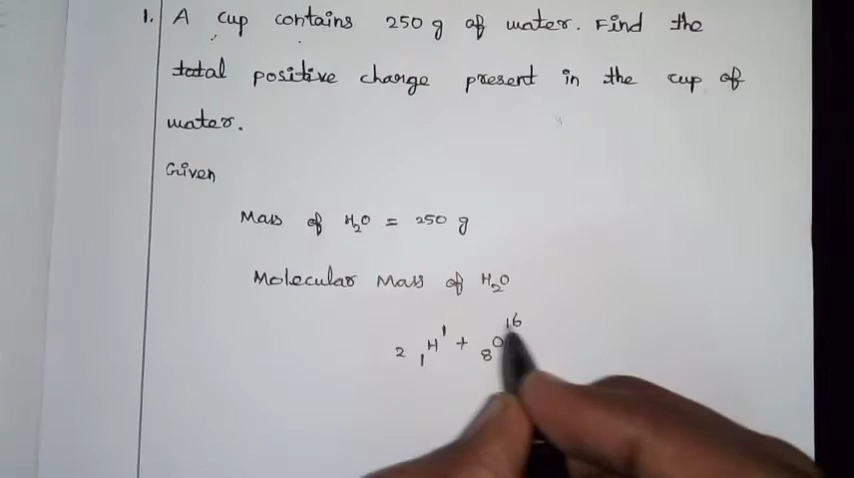 1. A cup contains 250 g of water. Find the
total positive charge present in the cup of
water.
Given
Mass of H₂O = 250 g
Molecular Mass of H₂O
2 ₁H¹ + ₈O¹⁶